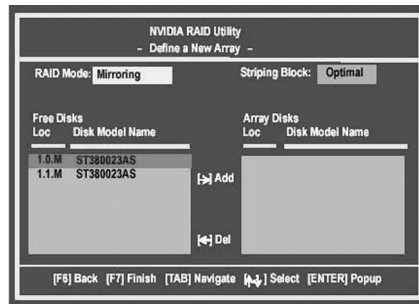 NVIDIA RAID Utility
- Define a New Array -
RAID Mode: Mirroring Striping Block: Optimal
Free Disks Array Disks
Loc Disk Model Name Loc Disk Model Name
1.0.M ST380023AS
1.1.M ST380023AS
[→] Add
[←] Del
[F6] Back [F7] Finish [TAB] Navigate [↑↓] Select [ENTER] Popup